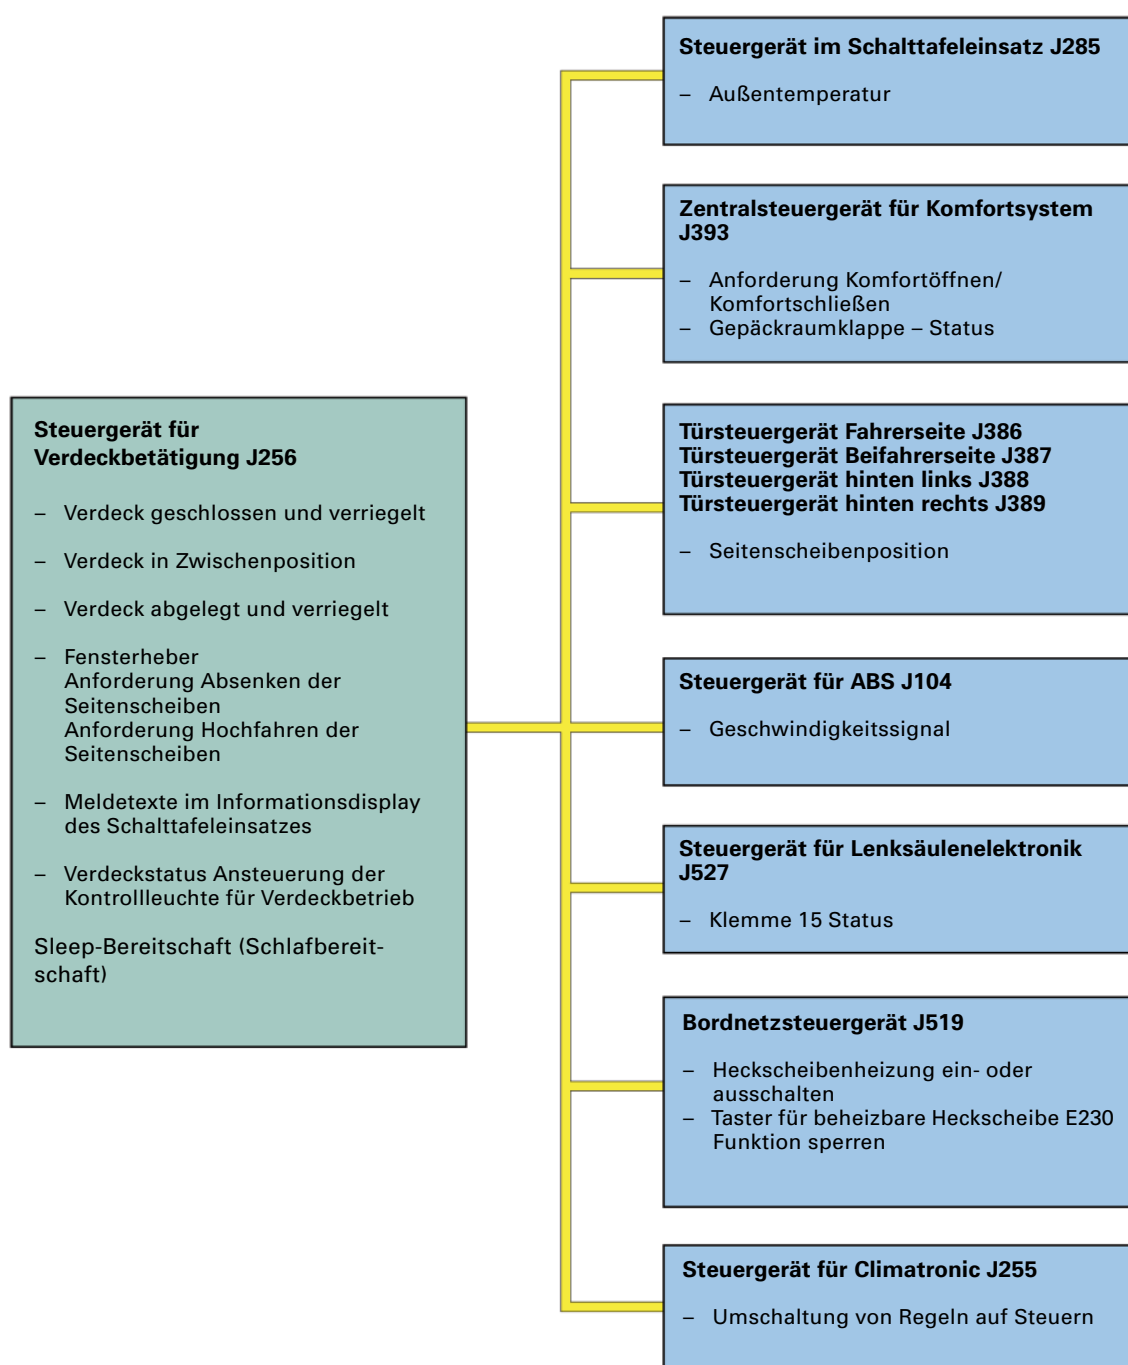 Steuergerät für
Verdeckbetätigung J256
– Verdeck geschlossen und verriegelt
– Verdeck in Zwischenposition
– Verdeck abgelegt und verriegelt
– Fensterheber
Anforderung Absenken der
Seitenscheiben
Anforderung Hochfahren der
Seitenscheiben
– Meldetexte im Informationsdisplay
des Schalttafeleinsatzes
– Verdeckstatus Ansteuerung der
Kontrollleuchte für Verdeckbetrieb
Sleep-Bereitschaft (Schlafbereit-
schaft)
Steuergerät im Schalttafeleinsatz J285
– Außentemperatur
Zentralsteuergerät für Komfortsystem
J393
– Anforderung Komfortöffnen/
Komfortschließen
– Gepäckraumklappe – Status
Türsteuergerät Fahrerseite J386
Türsteuergerät Beifahrerseite J387
Türsteuergerät hinten links J388
Türsteuergerät hinten rechts J389
– Seitenscheibenposition
Steuergerät für ABS J104
– Geschwindigkeitssignal
Steuergerät für Lenksäulenelektronik
J527
– Klemme 15 Status
Bordnetzsteuergerät J519
– Heckscheibenheizung ein- oder
ausschalten
– Taster für beheizbare Heckscheibe E230
Funktion sperren
Steuergerät für Climatronic J255
– Umschaltung von Regeln auf Steuern